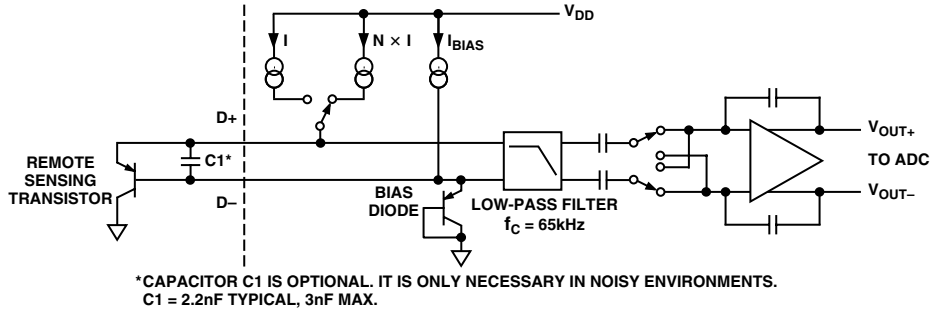 V_DD
I
N × I
I_BIAS
D+
C1*
REMOTE
SENSING
TRANSISTOR
D–
BIAS
DIODE
LOW-PASS FILTER
f_C = 65kHz
V_OUT+
TO ADC
V_OUT–
*CAPACITOR C1 IS OPTIONAL. IT IS ONLY NECESSARY IN NOISY ENVIRONMENTS.
C1 = 2.2nF TYPICAL, 3nF MAX.